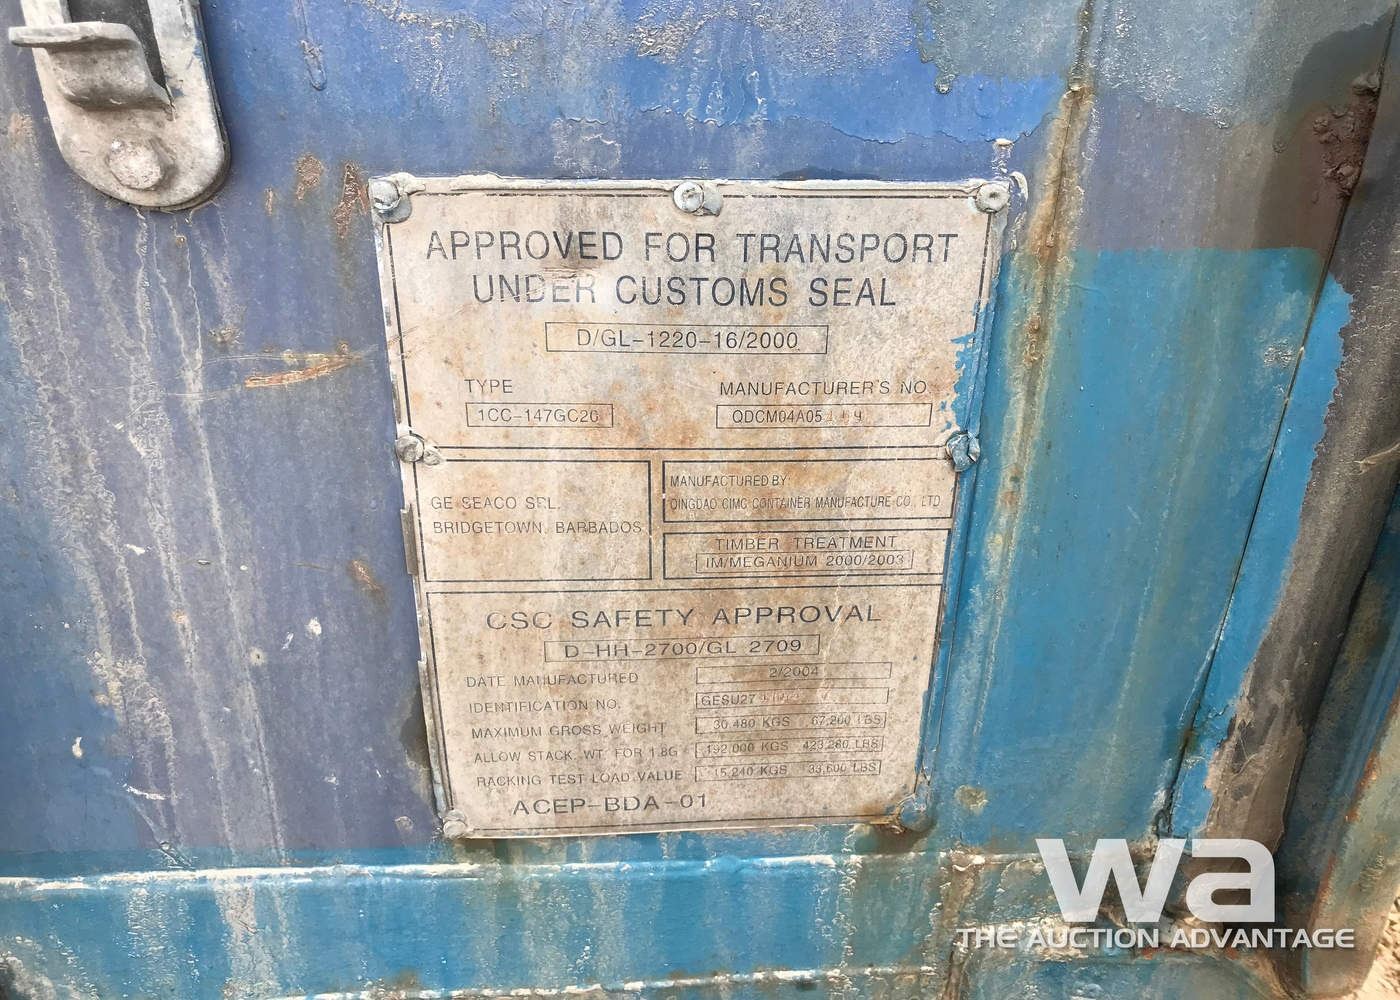 APPROVED FOR TRANSPORT
UNDER CUSTOMS SEAL
D/GL-1220-16/2000
TYPE
MANUFACTURER'S NO.
1CC-147GC20
GE SEACO SRL.
BRIDGETOWN, BARBADOS
MANUFACTURED BY:
QINGDAO CIMC CONTAINER MANUFACTURE CO., LTD
TIMBER TREATMENT
IM/MEGANIUM 2000/2003
CSC SAFETY APPROVAL
D-HH-2700/GL 2709
DATE MANUFACTURED 2/2004
IDENTIFICATION NO.
MAXIMUM GROSS WEIGHT 30,480 KGS 67,200 LBS
ALLOW STACK. WT. FOR 1.8G 192,000 KGS 423,280 LBS
RACKING TEST LOAD VALUE 15,240 KGS 33,600 LBS
ACEP-BDA-01
wa
THE AUCTION ADVANTAGE